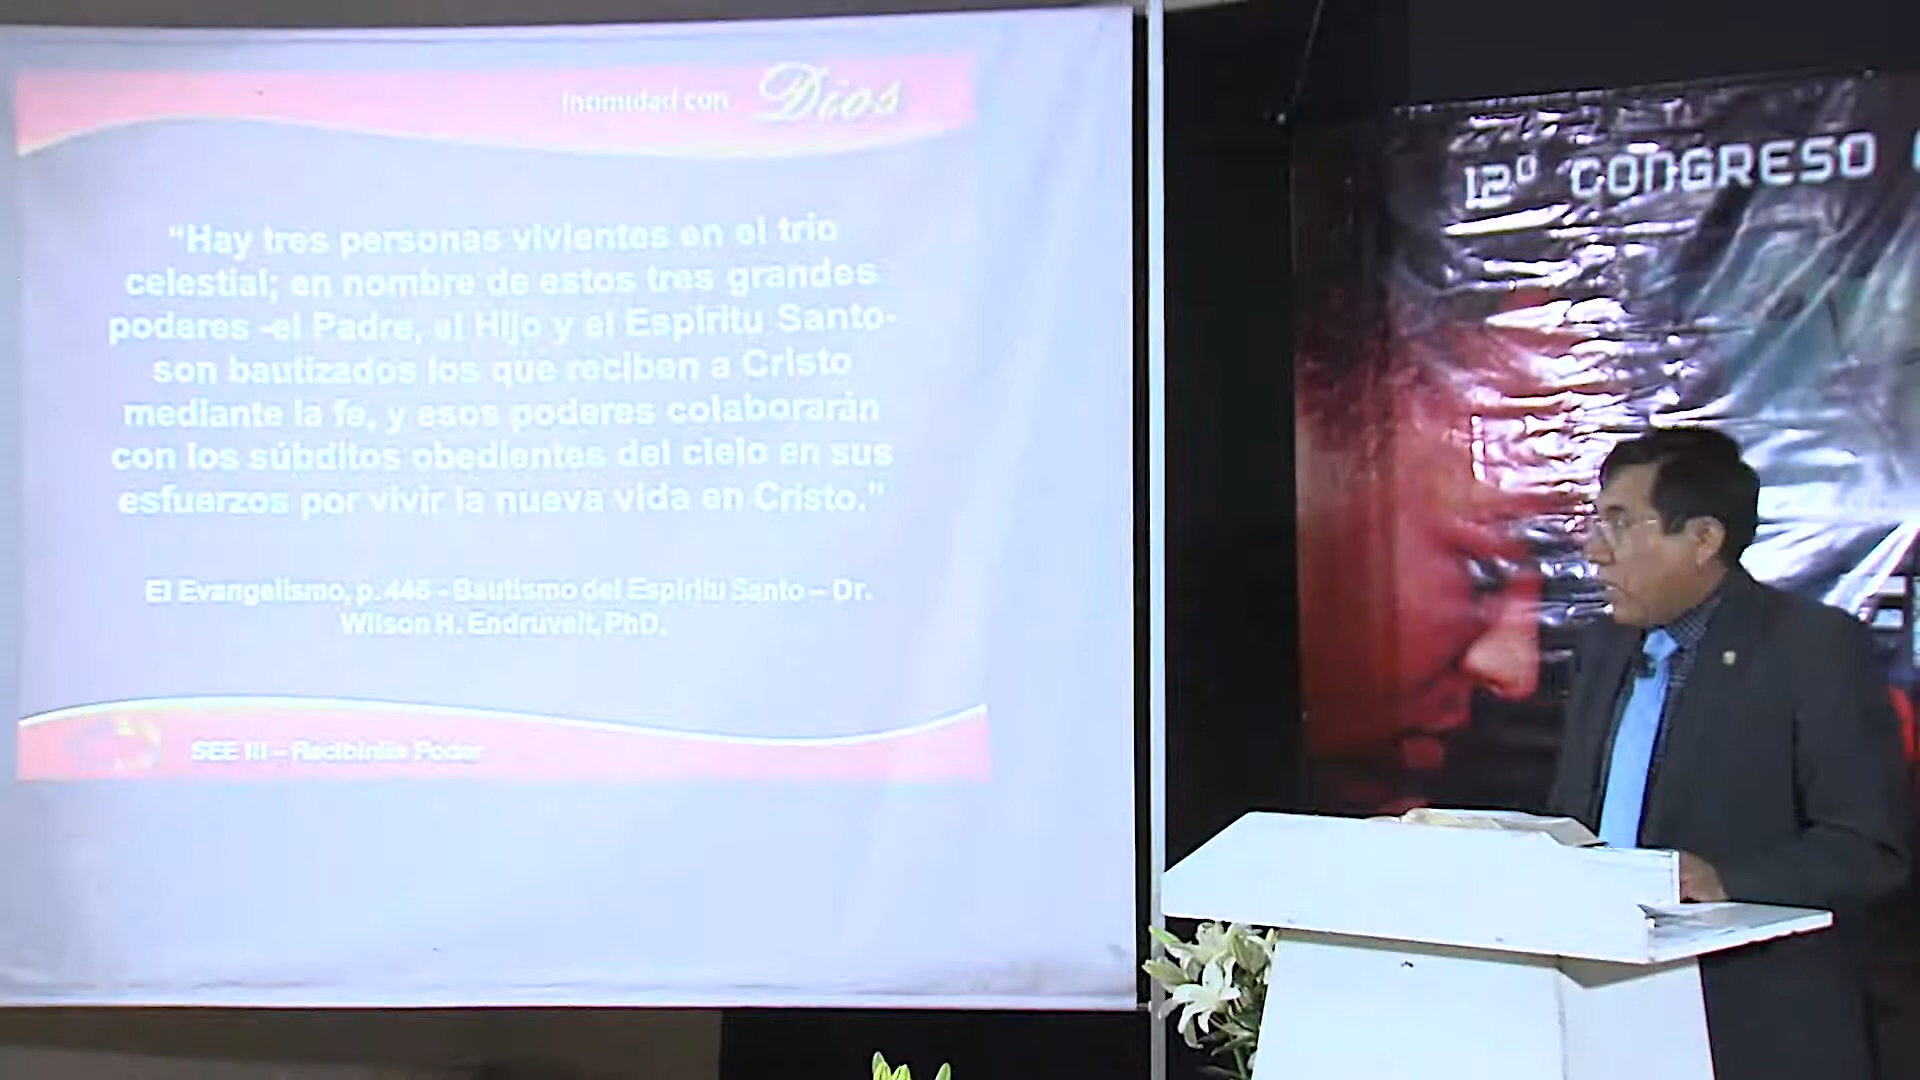 Intimidad con Dios
“Hay tres personas vivientes en el trío
celestial; en nombre de estos tres grandes
poderes -el Padre, el Hijo y el Espíritu Santo-
son bautizados los que reciben a Cristo
mediante la fe, y esos poderes colaborarán
con los súbditos obedientes del cielo en sus
esfuerzos por vivir la nueva vida en Cristo.”
El Evangelismo, p. 446 - Bautismo del Espíritu Santo – Dr.
Wilson H. Endruveit, PhD.
SEE III – Recibiréis Poder
12º CONGRESO